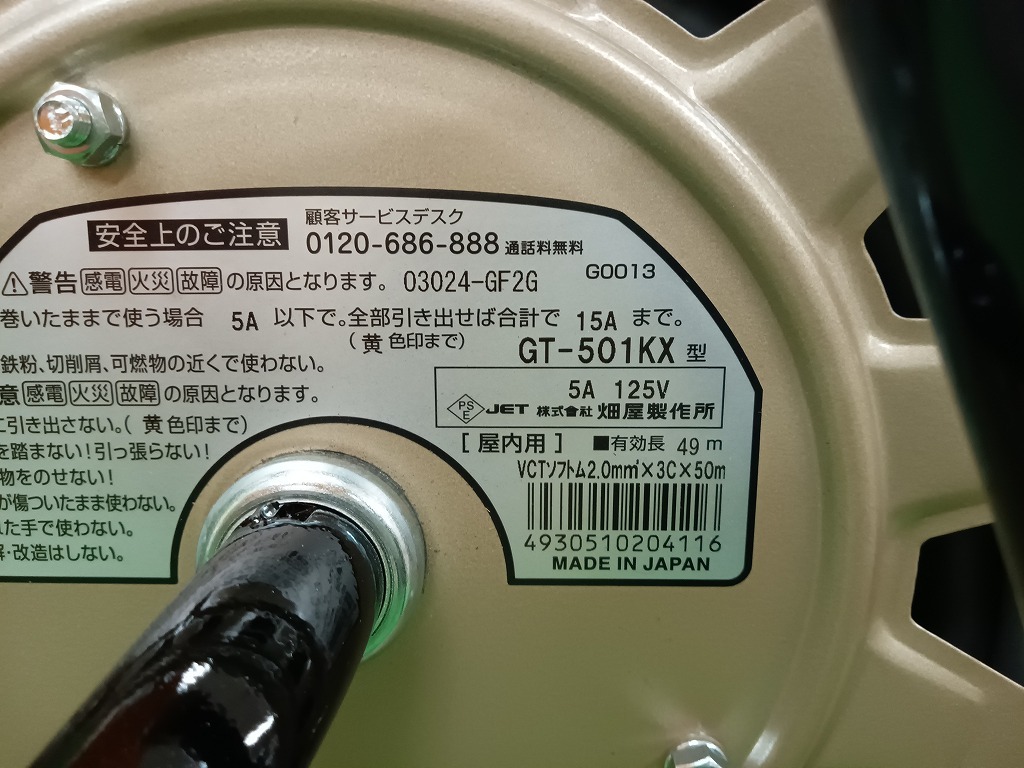 安全上のご注意
顧客サービスデスク
0120-686-888 通話料無料
⚠警告 感電 火災 故障 の原因となります。 03024-GF2G
G0013
巻いたままで使う場合 5A 以下で。全部引き出せば合計で 15A まで。
(黄色印まで)
鉄粉、切削屑、可燃物の近くで使わない。
GT-501KX 型
意 感電 火災 故障 の原因となります。
5A 125V
PSE JET 株式会社 畑屋製作所
に引き出さない。(黄色印まで)
[屋内用] ■有効長 49m
を踏まない!引っ張らない!
物をのせない!
VCTソフト2.0m㎡×3C×50m
が傷ついたまま使わない。
れた手で使わない。
4930510204116
解・改造はしない。
MADE IN JAPAN